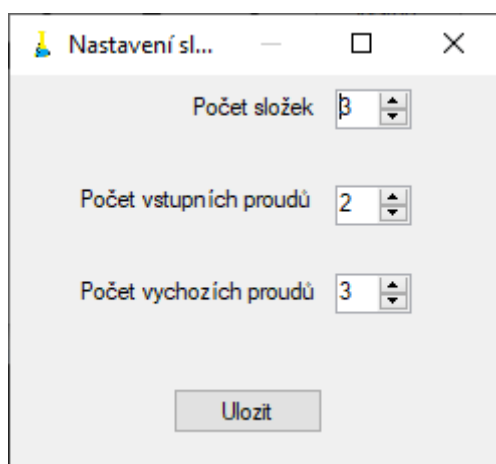 Nastavení sl...
Počet složek 3
Počet vstupních proudů 2
Počet vychozích proudů 3
Ulozit